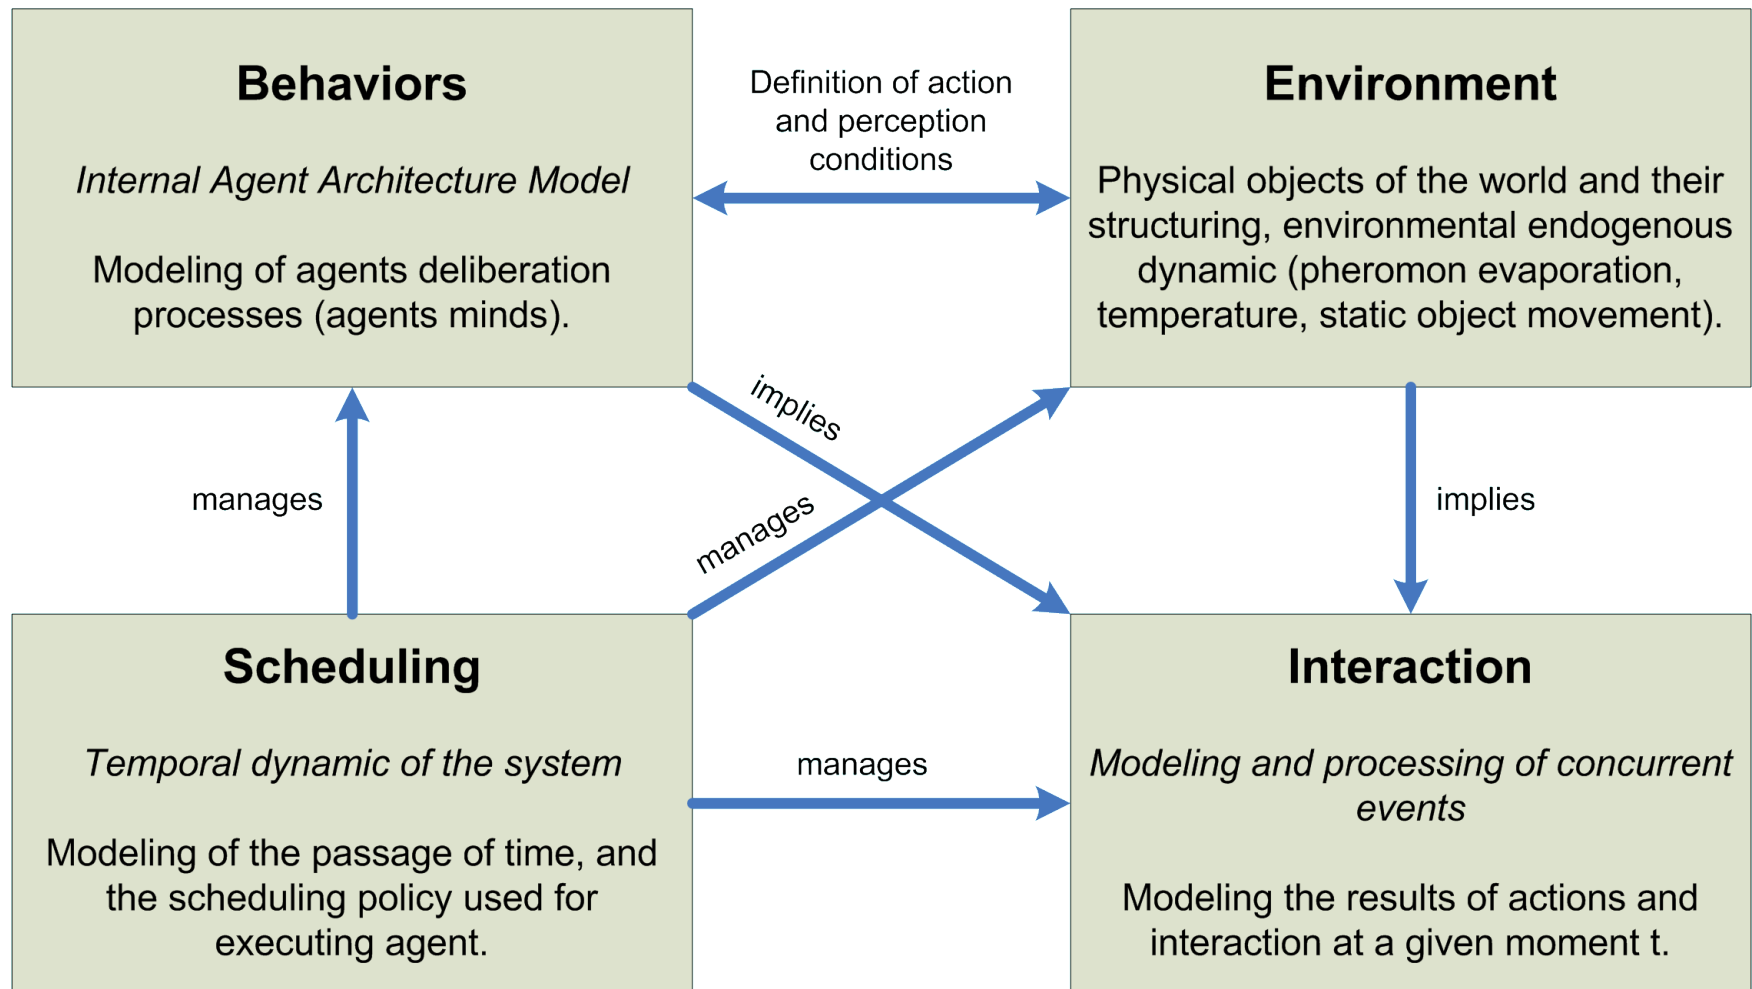 Behaviors
Internal Agent Architecture Model
Modeling of agents deliberation
processes (agents minds).
Definition of action
and perception
conditions
Environment
Physical objects of the world and their
structuring, environmental endogenous
dynamic (pheromon evaporation,
temperature, static object movement).
implies
manages
manages
implies
Scheduling
Temporal dynamic of the system
Modeling of the passage of time, and
the scheduling policy used for
executing agent.
manages
Interaction
Modeling and processing of concurrent
events
Modeling the results of actions and
interaction at a given moment t.